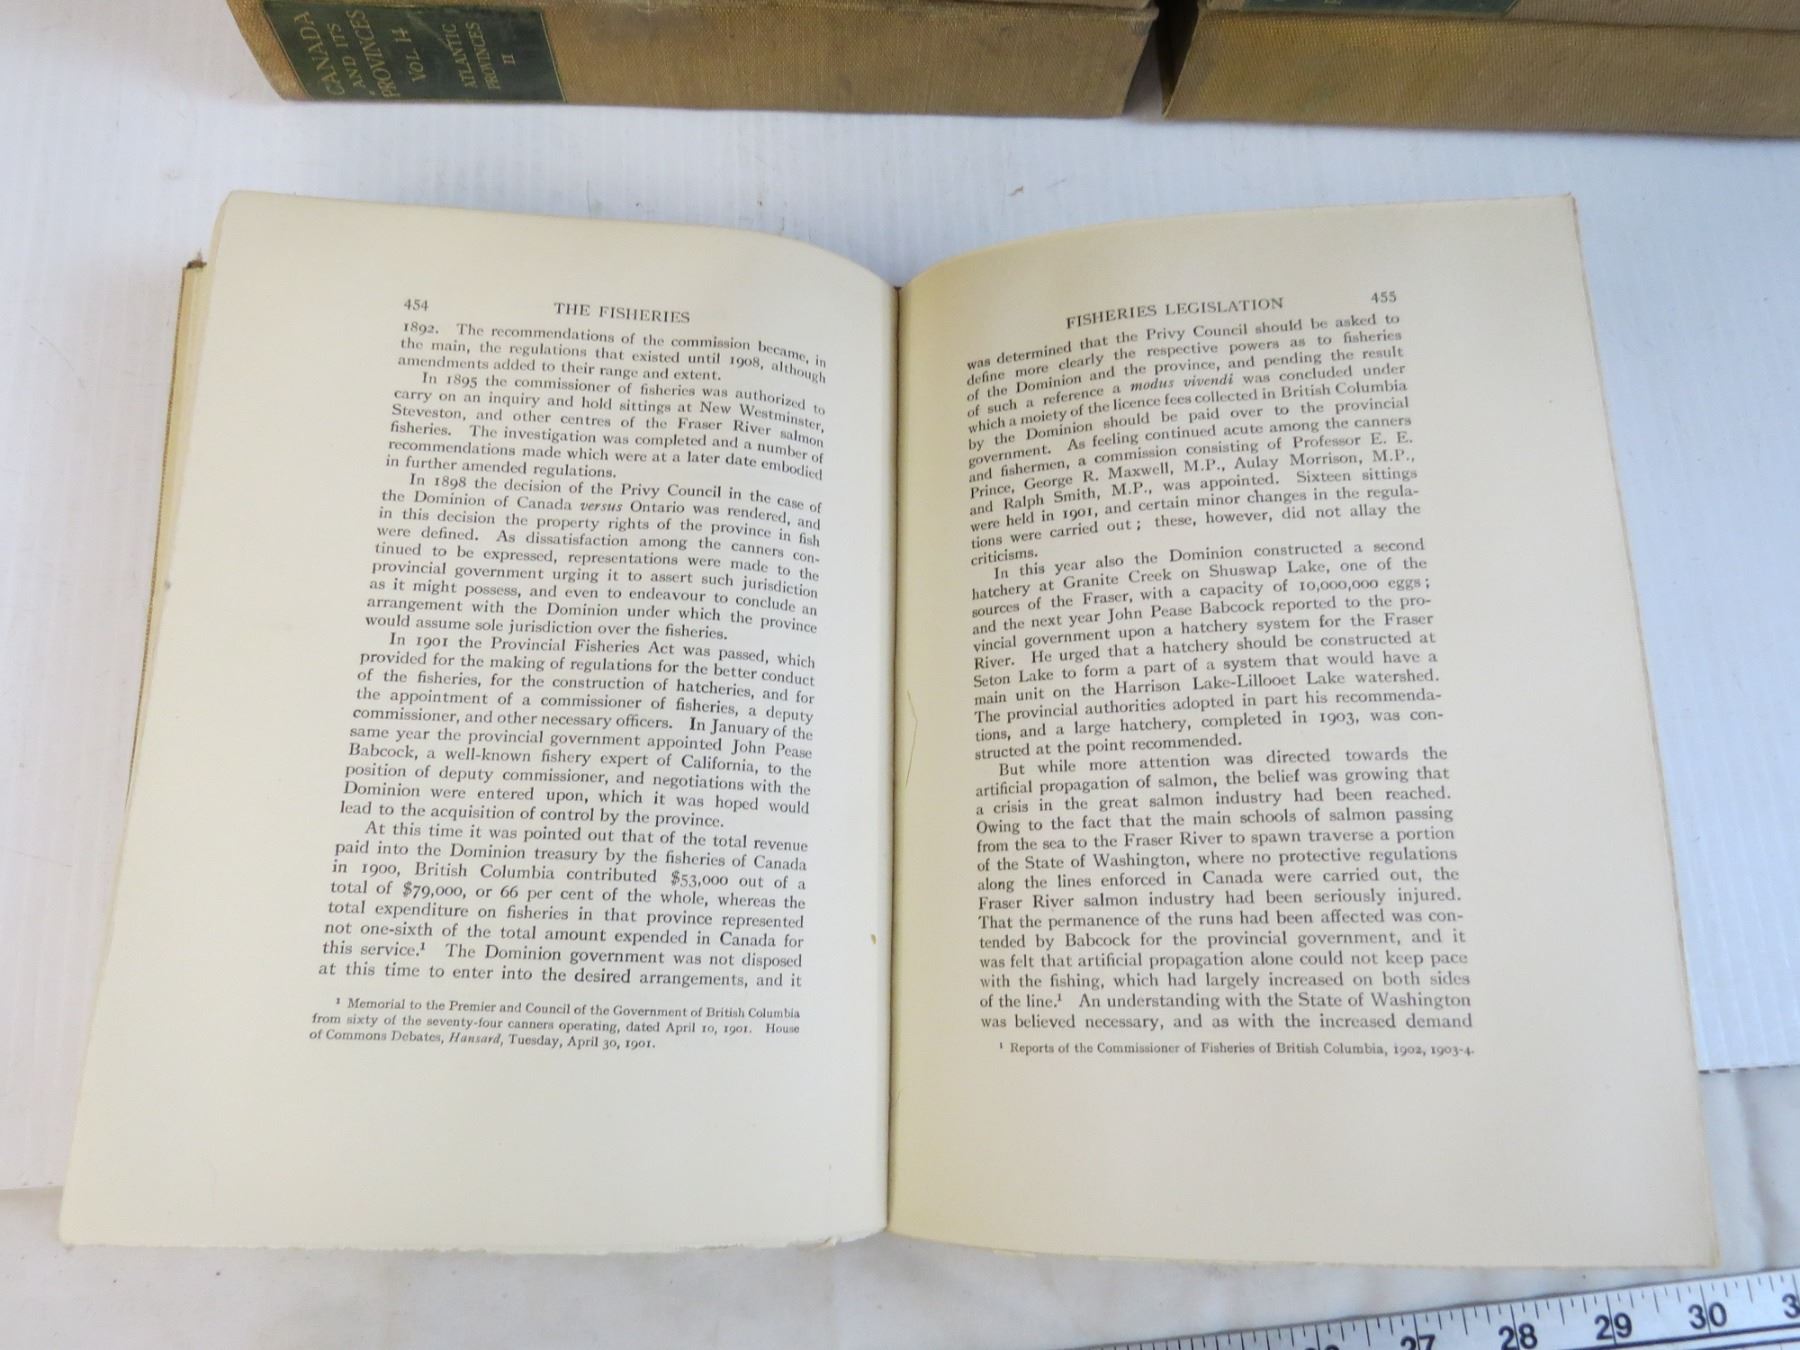 CANADA
AND ITS
PROVINCES
VOL. 14
ATLANTIC
PROVINCES
II
454
THE FISHERIES
1892. The recommendations of the commission became, in
the main, the regulations that existed until 1908, although
amendments added to their range and extent.
In 1895 the commissioner of fisheries was authorized to
carry on an inquiry and hold sittings at New Westminster,
Steveston, and other centres of the Fraser River salmon
fisheries. The investigation was completed and a number of
recommendations made which were at a later date embodied
in further amended regulations.
In 1898 the decision of the Privy Council in the case of
the Dominion of Canada versus Ontario was rendered, and
in this decision the property rights of the province in fish
were defined. As dissatisfaction among the canners con-
tinued to be expressed, representations were made to the
provincial government urging it to assert such jurisdiction
as it might possess, and even to endeavour to conclude an
arrangement with the Dominion under which the province
would assume sole jurisdiction over the fisheries.
In 1901 the Provincial Fisheries Act was passed, which
provided for the making of regulations for the better conduct
of the fisheries, for the construction of hatcheries, and for
the appointment of a commissioner of fisheries, a deputy
commissioner, and other necessary officers. In January of the
same year the provincial government appointed John Pease
Babcock, a well-known fishery expert of California, to the
position of deputy commissioner, and negotiations with the
Dominion were entered upon, which it was hoped would
lead to the acquisition of control by the province.
At this time it was pointed out that of the total revenue
paid into the Dominion treasury by the fisheries of Canada
in 1900, British Columbia contributed $53,000 out of a
total of $79,000, or 66 per cent of the whole, whereas the
total expenditure on fisheries in that province represented
not one-sixth of the total amount expended in Canada for
this service.¹ The Dominion government was not disposed
at this time to enter into the desired arrangements, and it
¹ Memorial to the Premier and Council of the Government of British Columbia
from sixty of the seventy-four canners operating, dated April 10, 1901. House
of Commons Debates, Hansard, Tuesday, April 30, 1901.
FISHERIES LEGISLATION
455
was determined that the Privy Council should be asked to
define more clearly the respective powers as to fisheries
of the Dominion and the province, and pending the result
of such a reference a modus vivendi was concluded under
which a moiety of the licence fees collected in British Columbia
by the Dominion should be paid over to the provincial
government. As feeling continued acute among the canners
and fishermen, a commission consisting of Professor E. E.
Prince, George R. Maxwell, M.P., Aulay Morrison, M.P.,
and Ralph Smith, M.P., was appointed. Sixteen sittings
were held in 1901, and certain minor changes in the regula-
tions were carried out; these, however, did not allay the
criticisms.
In this year also the Dominion constructed a second
hatchery at Granite Creek on Shuswap Lake, one of the
sources of the Fraser, with a capacity of 10,000,000 eggs;
and the next year John Pease Babcock reported to the pro-
vincial government upon a hatchery system for the Fraser
River. He urged that a hatchery should be constructed at
Seton Lake to form a part of a system that would have a
main unit on the Harrison Lake-Lillooet Lake watershed.
The provincial authorities adopted in part his recommenda-
tions, and a large hatchery, completed in 1903, was con-
structed at the point recommended.
But while more attention was directed towards the
artificial propagation of salmon, the belief was growing that
a crisis in the great salmon industry had been reached.
Owing to the fact that the main schools of salmon passing
from the sea to the Fraser River to spawn traverse a portion
of the State of Washington, where no protective regulations
along the lines enforced in Canada were carried out, the
Fraser River salmon industry had been seriously injured.
That the permanence of the runs had been affected was con-
tended by Babcock for the provincial government, and it
was felt that artificial propagation alone could not keep pace
with the fishing, which had largely increased on both sides
of the line.¹ An understanding with the State of Washington
was believed necessary, and as with the increased demand
¹ Reports of the Commissioner of Fisheries of British Columbia, 1902, 1903-4.
27 28 29 30